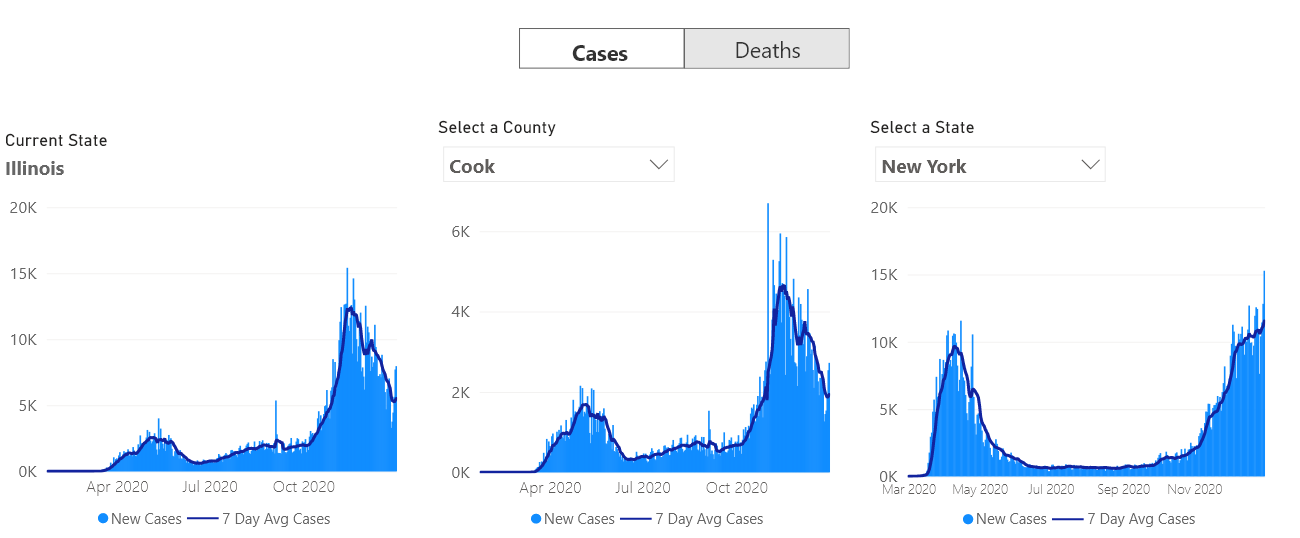 Cases Deaths
Current State
Illinois
20K
15K
10K
5K
0K
Apr 2020 Jul 2020 Oct 2020
New Cases 7 Day Avg Cases
Select a County
Cook
6K
4K
2K
0K
Apr 2020 Jul 2020 Oct 2020
New Cases 7 Day Avg Cases
Select a State
New York
20K
15K
10K
5K
0K
Mar 2020 May 2020 Jul 2020 Sep 2020 Nov 2020
New Cases 7 Day Avg Cases